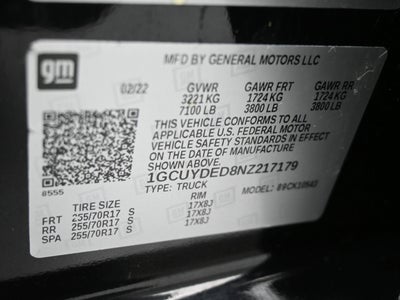 gm
MFD BY GENERAL MOTORS LLC
02/22 GVWR GAWR FRT GAWR RR
3221 KG 1724 KG 1724 KG
7100 LB 3800 LB 3800 LB
THIS VEHICLE CONFORMS TO ALL
APPLICABLE U.S. FEDERAL MOTOR
VEHICLE SAFETY STANDARDS IN
EFFECT ON THE DATE OF MANUFACTURE
SHOWN ABOVE.
8555 1GCUYDED8NZ217179
TYPE: TRUCK MODEL:
TIRE SIZE RIM
FRT 255/70R17 S 17X8J
RR 255/70R17 S 17X8J
SPA 255/70R17 S 17X8J